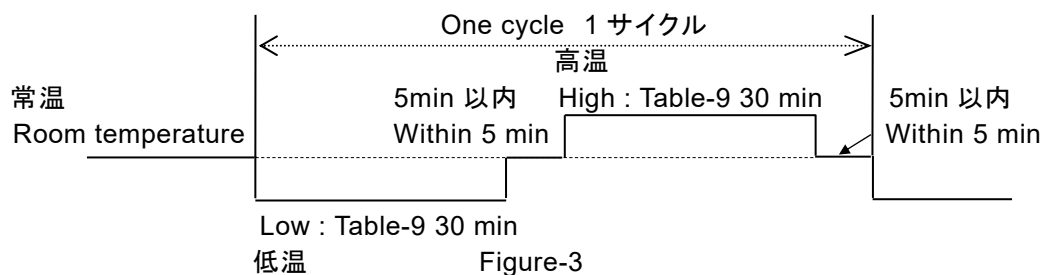 One cycle 1 サイクル
高温
常温 5min 以内 High : Table-9 30 min 5min 以内
Room temperature Within 5 min Within 5 min
Low : Table-9 30 min
低温 Figure-3